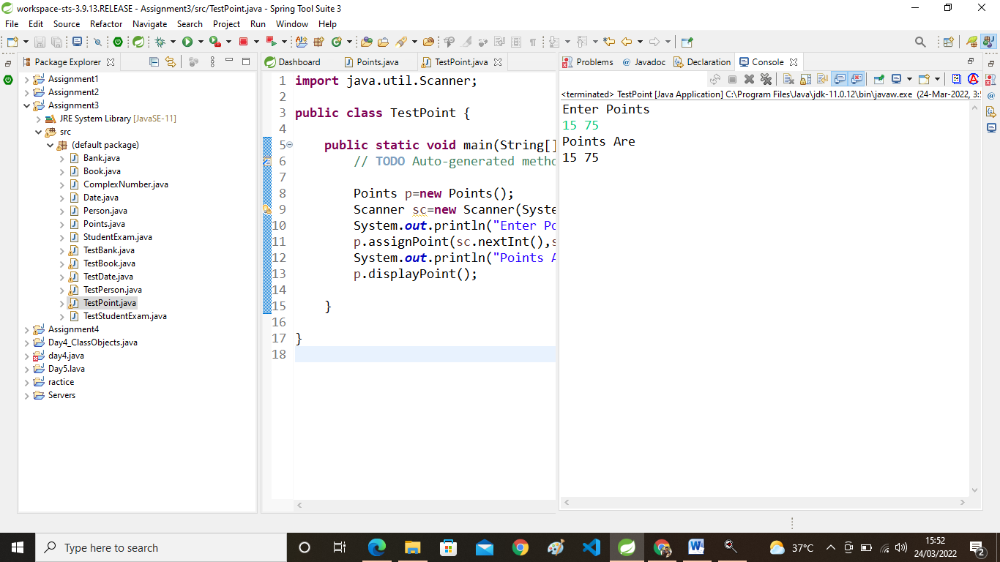 workspace-sts-3.9.13.RELEASE - Assignment3/src/TestPoint.java - Spring Tool Suite 3
File Edit Source Refactor Navigate Search Project Run Window Help
Package Explorer
Assignment1
Assignment2
Assignment3
JRE System Library [JavaSE-11]
src
(default package)
Bank.java
Book.java
ComplexNumber.java
Date.java
Person.java
Points.java
StudentExam.java
TestBank.java
TestBook.java
TestDate.java
TestPerson.java
TestPoint.java
TestStudentExam.java
Assignment4
Day4_ClassObjects.java
day4.java
Day5.lava
ractice
Servers
Dashboard Points.java TestPoint.java
1 import java.util.Scanner;
2
3 public class TestPoint {
4
5 public static void main(String[]
6 // TODO Auto-generated metho
7
8 Points p=new Points();
9 Scanner sc=new Scanner(Syste
10 System.out.println("Enter Po
11 p.assignPoint(sc.nextInt(),s
12 System.out.println("Points A
13 p.displayPoint();
14
15 }
16
17 }
18
Problems @ Javadoc Declaration Console
<terminated> TestPoint [Java Application] C:\Program Files\Java\jdk-11.0.12\bin\javaw.exe (24-Mar-2022, 3:5
Enter Points
15 75
Points Are
15 75
Type here to search
37°C
15:52
24/03/2022
2